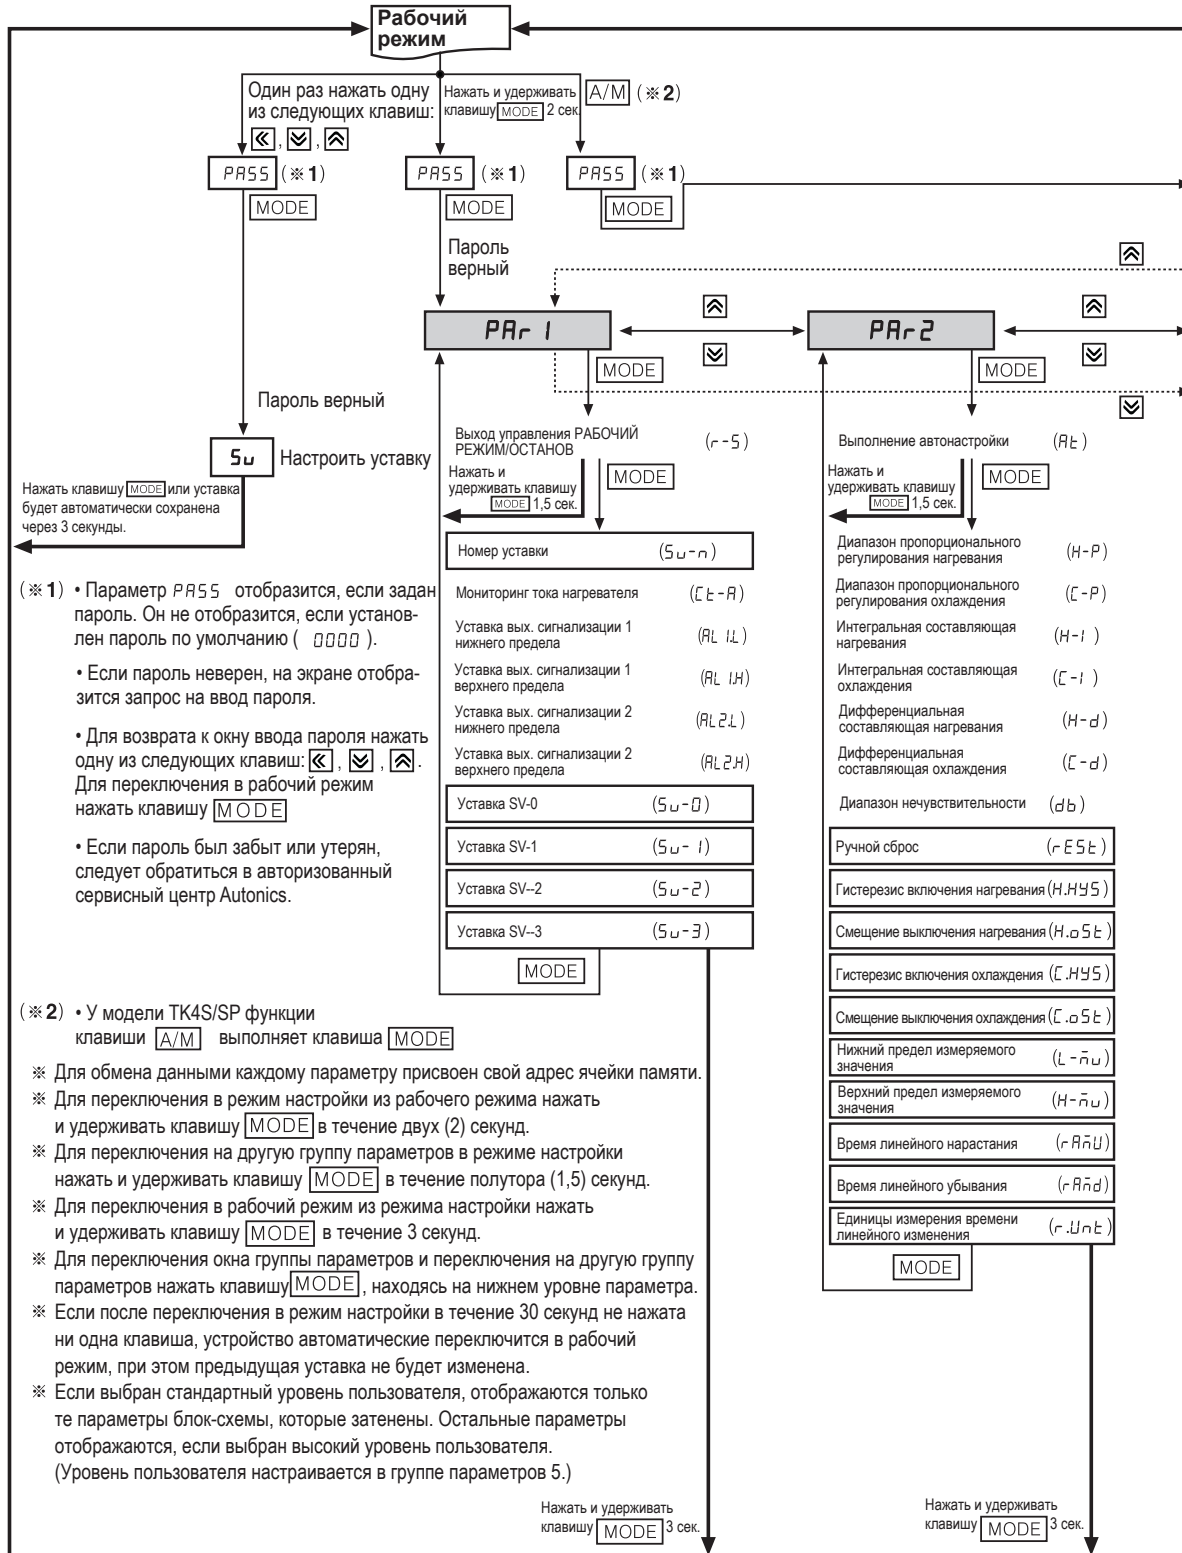 Рабочий
режим
Один раз нажать одну
из следующих клавиш:
Нажать и удерживать
клавишу MODE 2 сек.
A/M (※2)
PASS (※1)
PASS (※1)
PASS (※1)
MODE
MODE
MODE
Пароль
верный
PAr 1
PAr2
MODE
MODE
Пароль верный
Su
Настроить уставку
Нажать клавишу MODE или уставка
будет автоматически сохранена
через 3 секунды.
Выход управления РАБОЧИЙ
РЕЖИМ/ОСТАНОВ
(r-S)
Нажать и
удерживать клавишу
MODE 1,5 сек.
MODE
Номер уставки (Su-n)
Мониторинг тока нагревателя (Ct-A)
Уставка вых. сигнализации 1
нижнего предела
(AL1.L)
Уставка вых. сигнализации 1
верхнего предела
(AL1.H)
Уставка вых. сигнализации 2
нижнего предела
(AL2.L)
Уставка вых. сигнализации 2
верхнего предела
(AL2.H)
Уставка SV-0 (Su-0)
Уставка SV-1 (Su-1)
Уставка SV--2 (Su-2)
Уставка SV--3 (Su-3)
MODE
Выполнение автонастройки (At)
Нажать и
удерживать клавишу
MODE 1,5 сек.
MODE
Диапазон пропорционального
регулирования нагревания
(H-P)
Диапазон пропорционального
регулирования охлаждения
(C-P)
Интегральная составляющая
нагревания
(H-I)
Интегральная составляющая
охлаждения
(C-I)
Дифференциальная
составляющая нагревания
(H-d)
Дифференциальная
составляющая охлаждения
(C-d)
Диапазон нечувствительности (db)
Ручной сброс (rESt)
Гистерезис включения нагревания (H.HYS)
Смещение выключения нагревания (H.oSt)
Гистерезис включения охлаждения (C.HYS)
Смещение выключения охлаждения (C.oSt)
Нижний предел измеряемого
значения
(L-ñu)
Верхний предел измеряемого
значения
(H-ñu)
Время линейного нарастания (rAñU)
Время линейного убывания (rAñd)
Единицы измерения времени
линейного изменения
(r.Unt)
MODE
(※1) • Параметр PASS отобразится, если задан
пароль. Он не отобразится, если установ-
лен пароль по умолчанию ( 0000 ).
• Если пароль неверен, на экране отобра-
зится запрос на ввод пароля.
• Для возврата к окну ввода пароля нажать
одну из следующих клавиш: , , .
Для переключения в рабочий режим
нажать клавишу MODE
• Если пароль был забыт или утерян,
следует обратиться в авторизованный
сервисный центр Autonics.
(※2) • У модели TK4S/SP функции
клавиши A/M выполняет клавиша MODE
※ Для обмена данными каждому параметру присвоен свой адрес ячейки памяти.
※ Для переключения в режим настройки из рабочего режима нажать
и удерживать клавишу MODE в течение двух (2) секунд.
※ Для переключения на другую группу параметров в режиме настройки
нажать и удерживать клавишу MODE в течение полутора (1,5) секунд.
※ Для переключения в рабочий режим из режима настройки нажать
и удерживать клавишу MODE в течение 3 секунд.
※ Для переключения окна группы параметров и переключения на другую группу
параметров нажать клавишу MODE , находясь на нижнем уровне параметра.
※ Если после переключения в режим настройки в течение 30 секунд не нажата
ни одна клавиша, устройство автоматические переключится в рабочий
режим, при этом предыдущая уставка не будет изменена.
※ Если выбран стандартный уровень пользователя, отображаются только
те параметры блок-схемы, которые затенены. Остальные параметры
отображаются, если выбран высокий уровень пользователя.
(Уровень пользователя настраивается в группе параметров 5.)
Нажать и удерживать
клавишу MODE 3 сек.
Нажать и удерживать
клавишу MODE 3 сек.